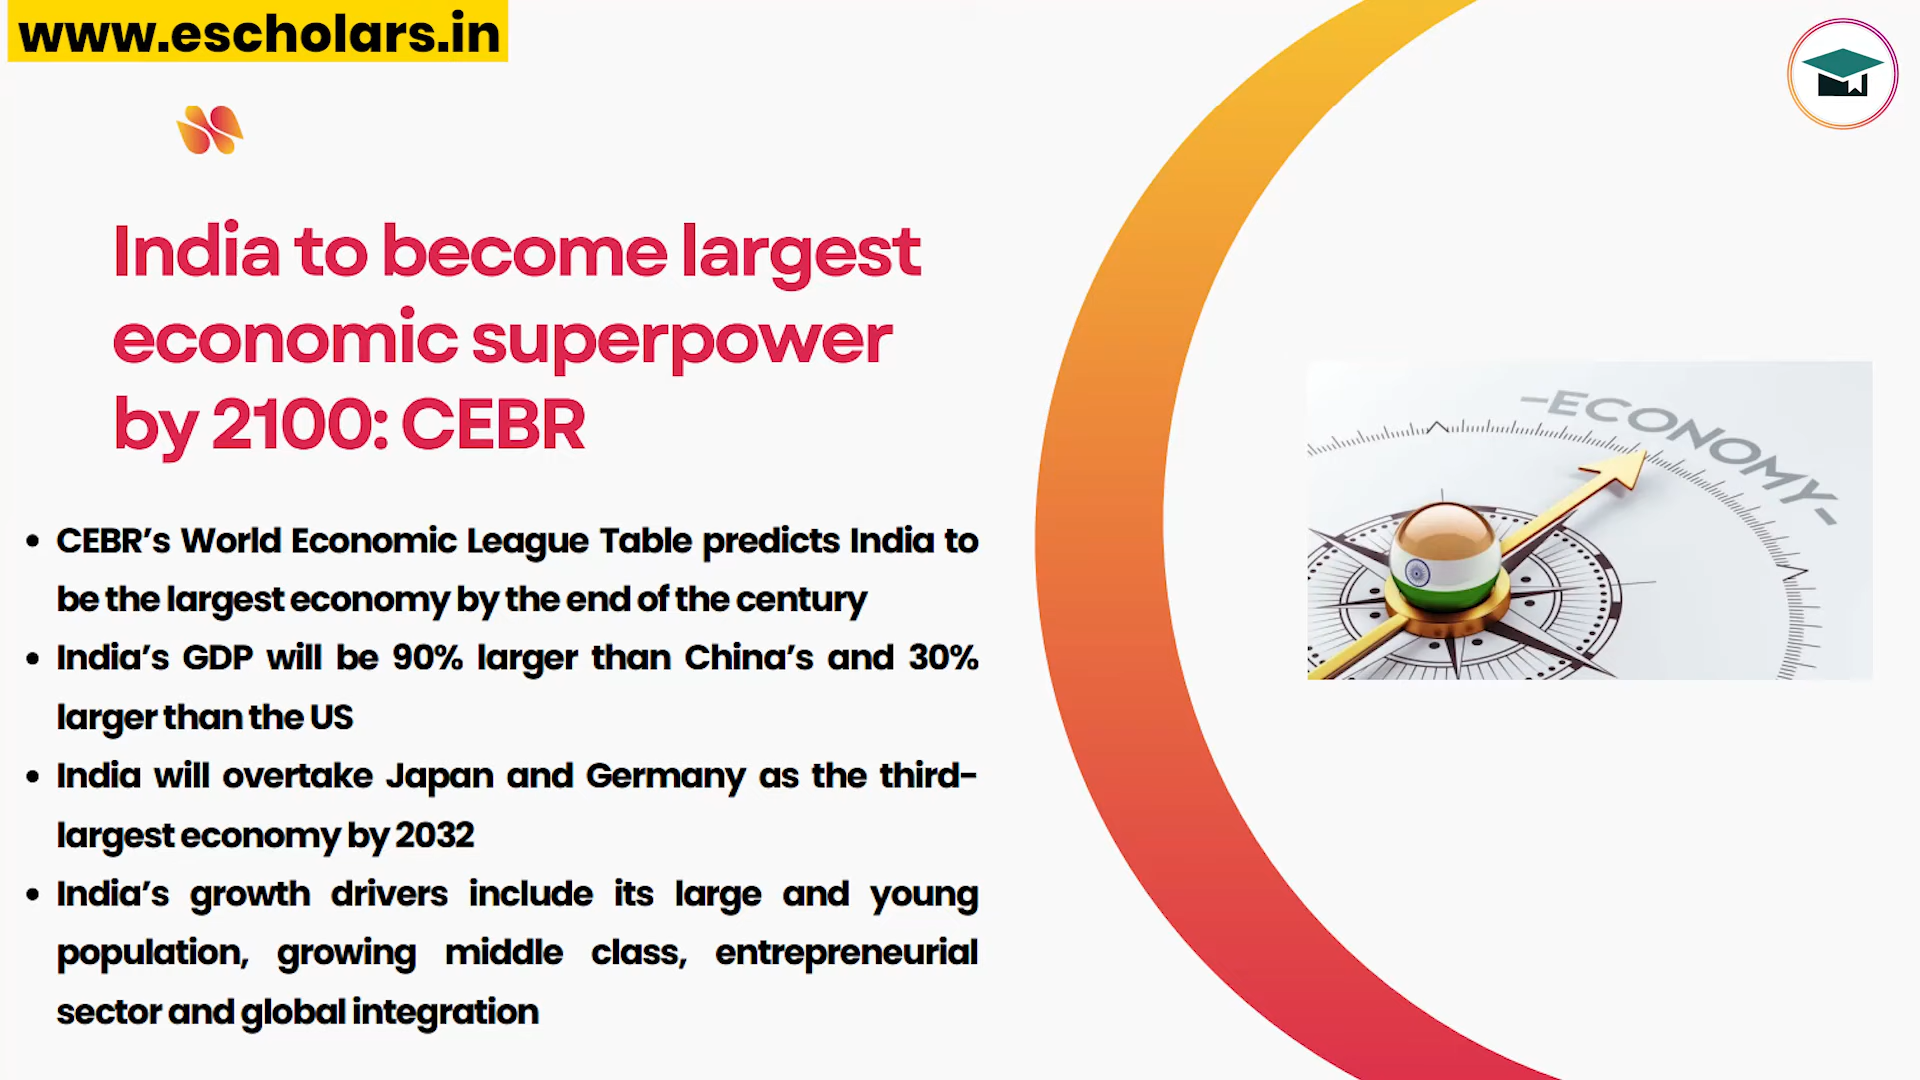 www.escholars.in
India to become largest
economic superpower
by 2100: CEBR
• CEBR’s World Economic League Table predicts India to
be the largest economy by the end of the century
• India’s GDP will be 90% larger than China’s and 30%
larger than the US
• India will overtake Japan and Germany as the third-
largest economy by 2032
• India’s growth drivers include its large and young
population, growing middle class, entrepreneurial
sector and global integration
-ECONOMY-